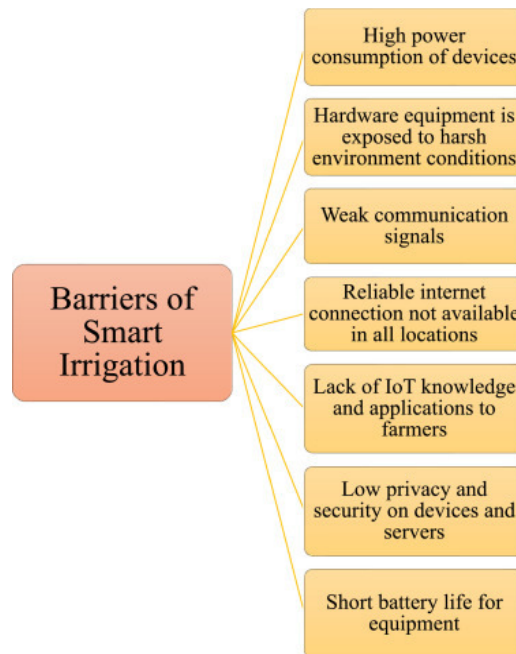 Barriers of
Smart
Irrigation
High power
consumption of devices
Hardware equipment is
exposed to harsh
environment conditions
Weak communication
signals
Reliable internet
connection not available
in all locations
Lack of IoT knowledge
and applications to
farmers
Low privacy and
security on devices and
servers
Short battery life for
equipment